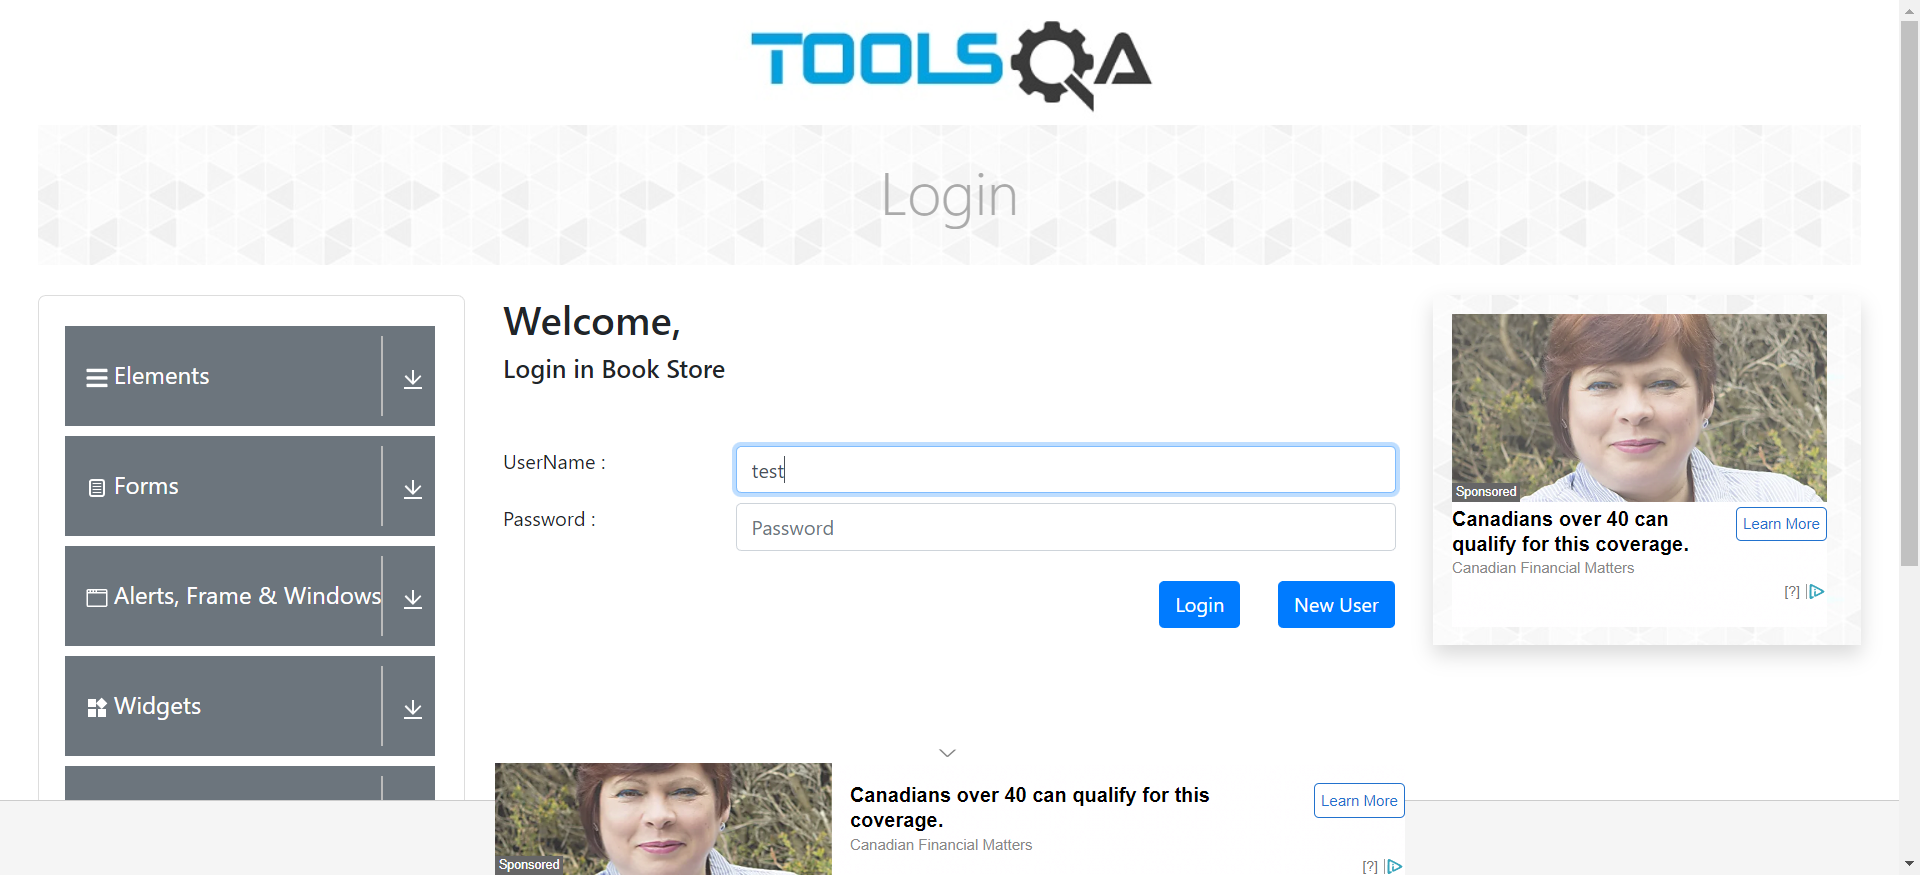 TOOLSQA
Login
Elements
Forms
Alerts, Frame & Windows
Widgets
Welcome,
Login in Book Store
UserName :
test
Password :
Password
Login
New User
Sponsored
Canadians over 40 can
qualify for this coverage.
Canadian Financial Matters
Learn More
[?]
Sponsored
Canadians over 40 can qualify for this
coverage.
Canadian Financial Matters
Learn More
[?]